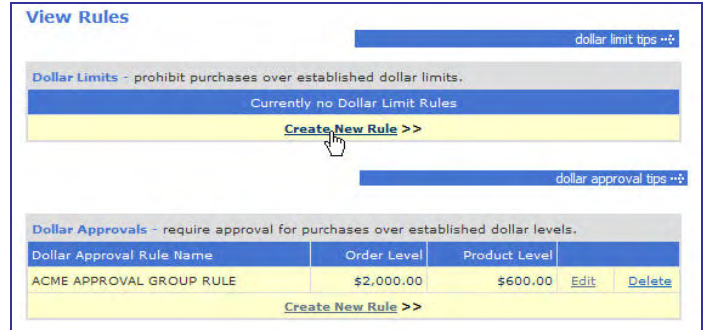 View Rules
dollar limit tips
Dollar Limits - prohibit purchases over established dollar limits.
Currently no Dollar Limit Rules
Create New Rule >>
dollar approval tips
Dollar Approvals - require approval for purchases over established dollar levels.
Dollar Approval Rule Name Order Level Product Level
ACME APPROVAL GROUP RULE $2,000.00 $600.00 Edit Delete
Create New Rule >>